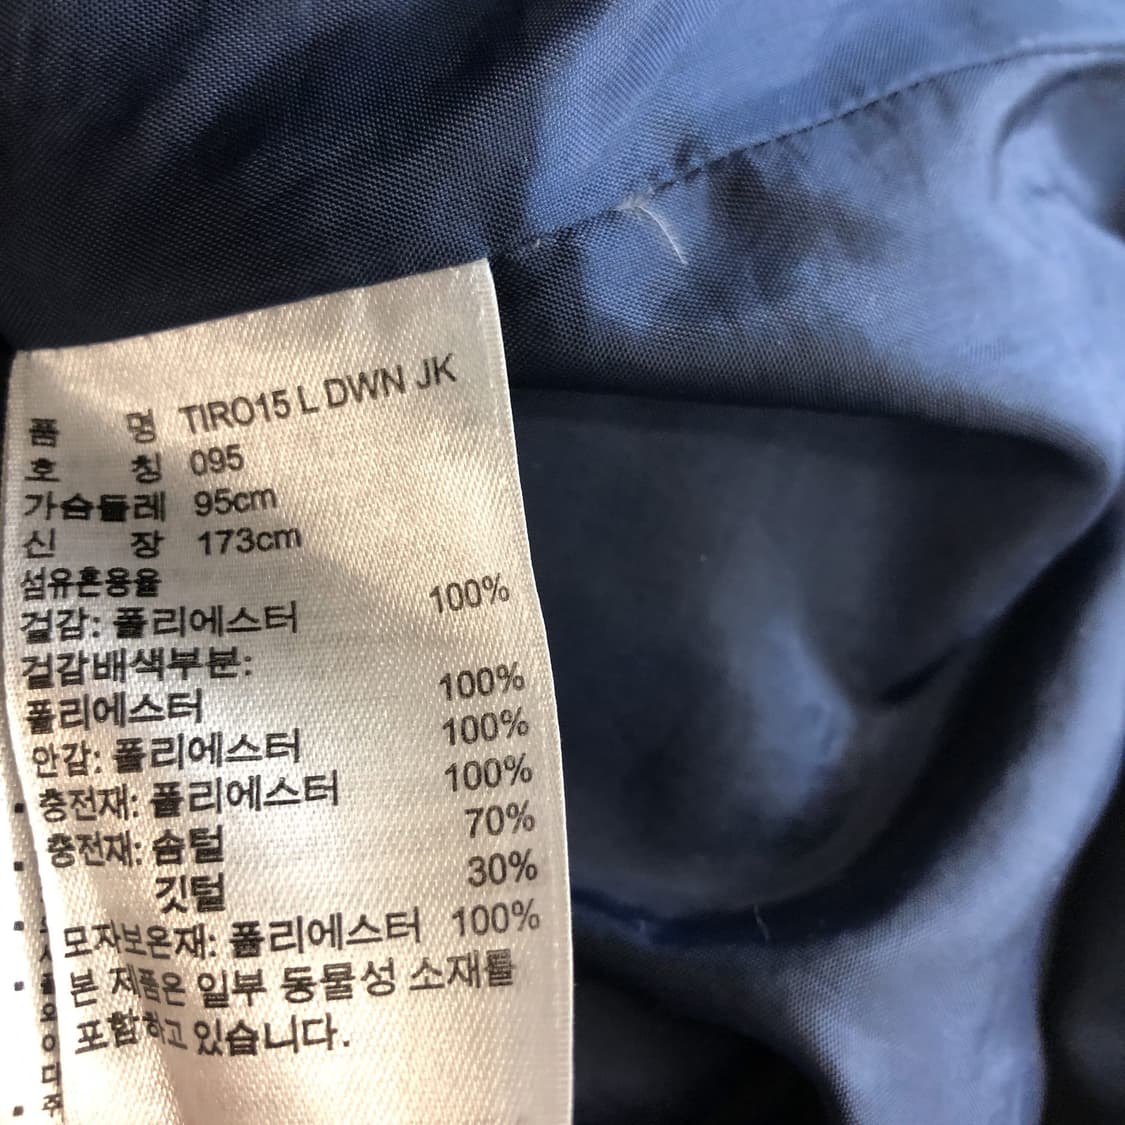 품 명 TIRO15 L DWN JK
호 칭 095
가슴둘레 95cm
신 장 173cm
섬유혼용율
겉감: 폴리에스터 100%
겉감배색부분:
폴리에스터 100%
안감: 폴리에스터 100%
충전재: 폴리에스터 100%
충전재: 솜털 70%
깃털 30%
모자보온재: 폴리에스터 100%
본 제품은 일부 동물성 소재를
포함하고 있습니다.